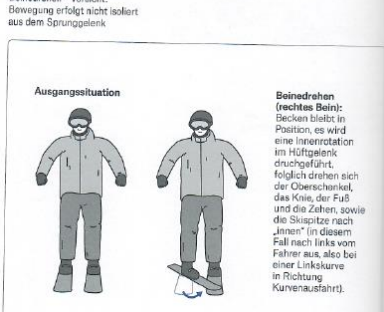 Bewegung erfolgt nicht isoliert
aus dem Sprunggelenk
Ausgangssituation
Beinedrehen
(rechtes Bein):
Becken bleibt in
Position, es wird
eine Innenrotation
im Hüftgelenk
druchgeführt,
folglich drehen sich
der Oberschenkel,
das Knie, der Fuß
und die Zehen, sowie
die Skispitze nach
„innen" (in diesem
Fall nach links vom
Fahrer aus, also bei
einer Linkskurve
in Richtung
Kurvenausfahrt).